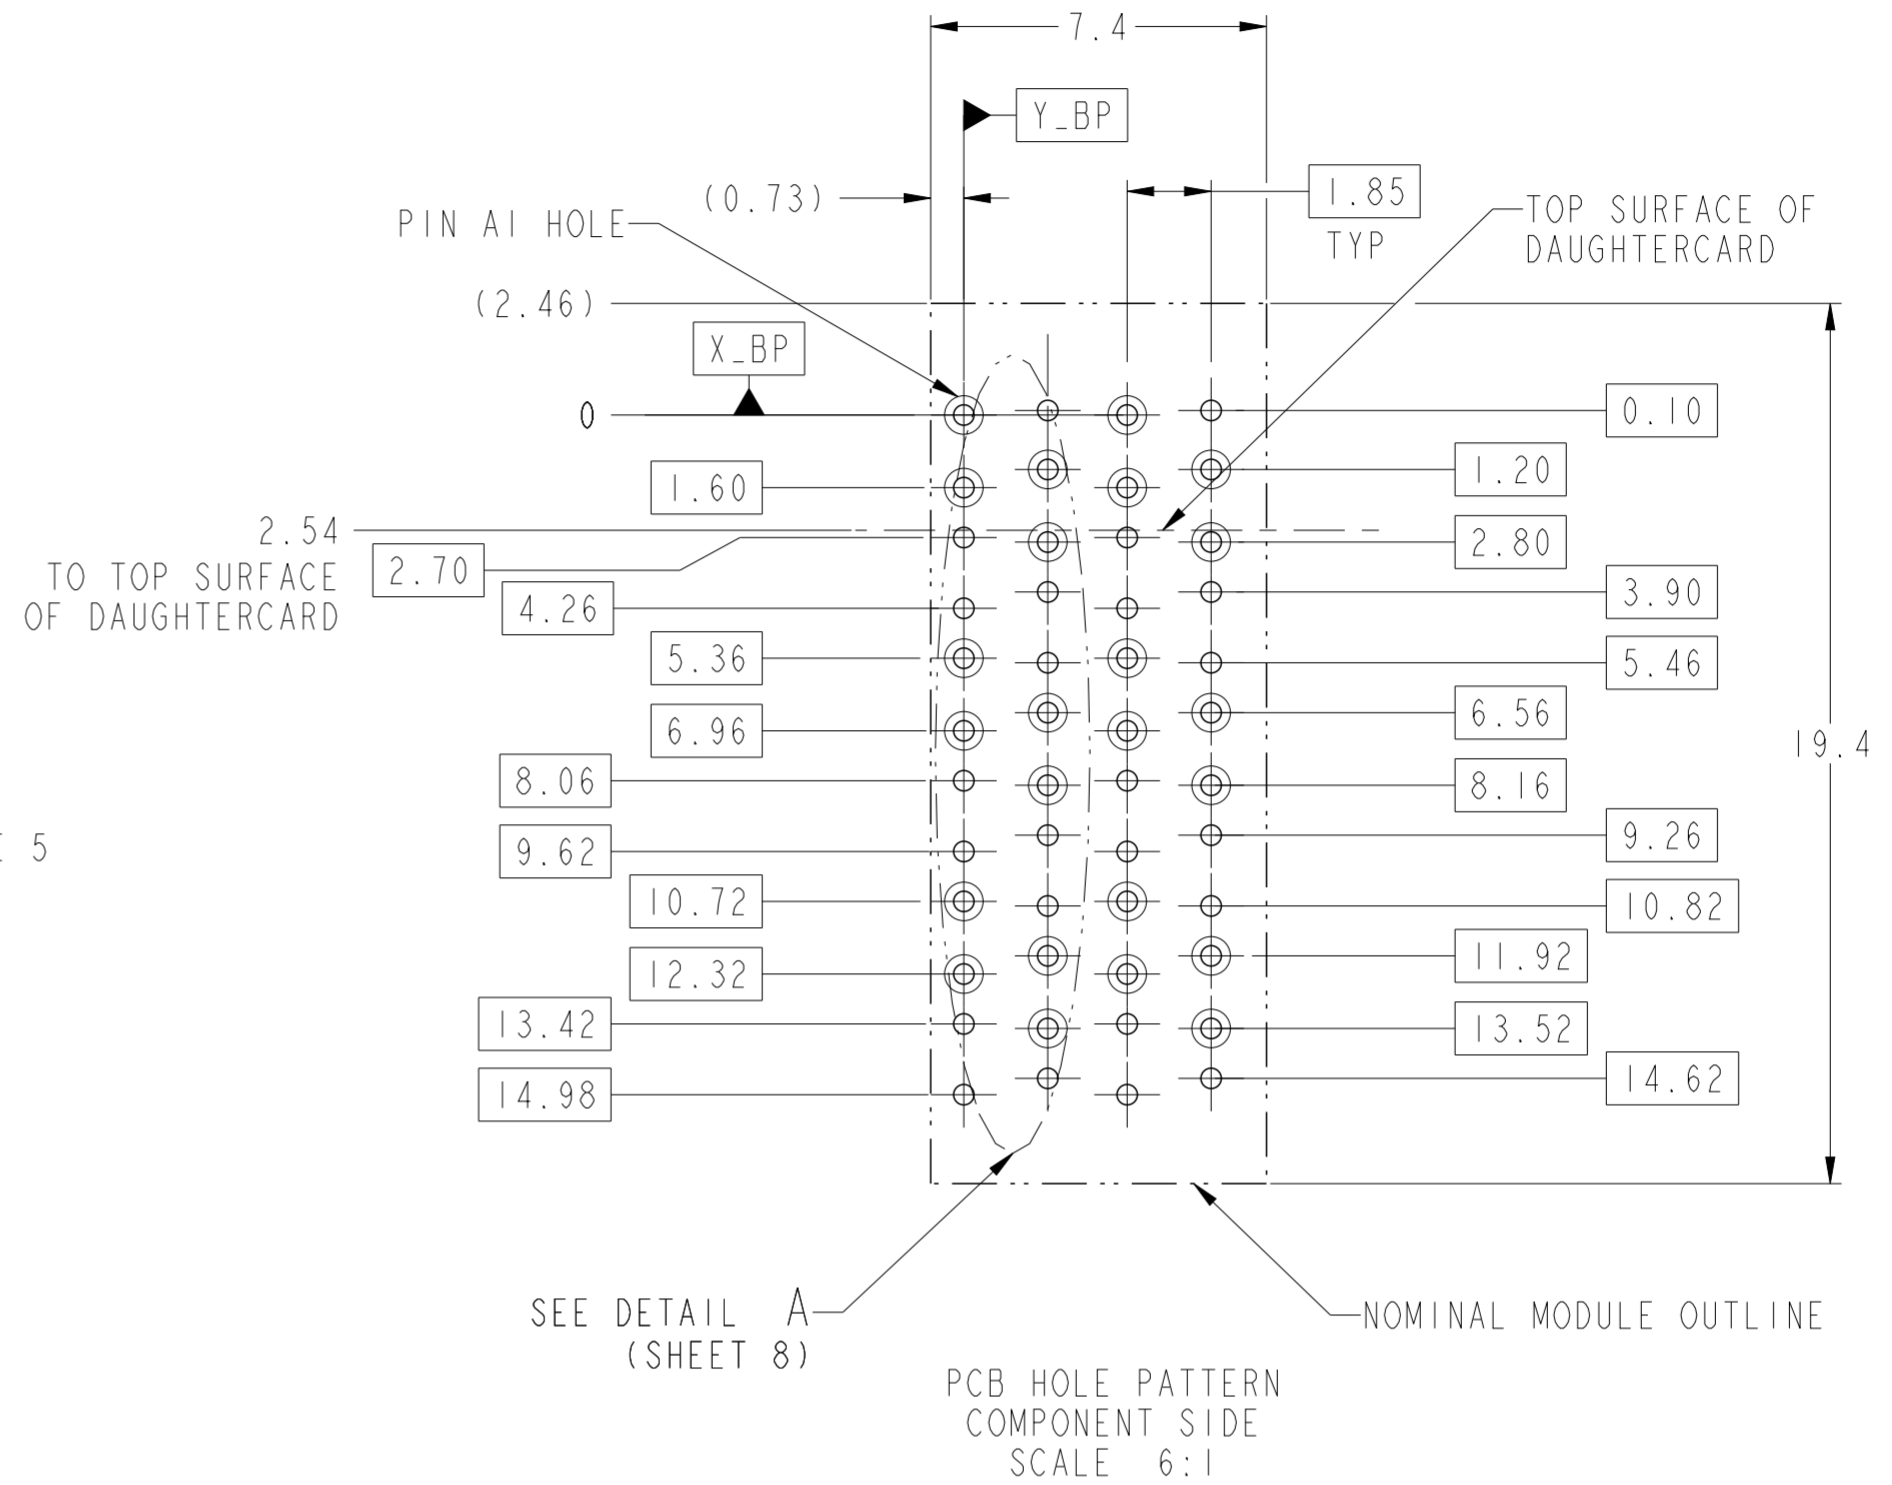 7.4
Y_BP
(0.73)
1.85
TYP
PIN A1 HOLE
TOP SURFACE OF
DAUGHTERCARD
(2.46)
X_BP
0
0.10
1.20
1.60
2.54
TO TOP SURFACE
OF DAUGHTERCARD
2.70
2.80
4.26
3.90
5.36
5.46
6.96
6.56
19.4
8.06
8.16
9.62
9.26
5
10.72
10.82
12.32
11.92
13.42
13.52
14.98
14.62
SEE DETAIL A
(SHEET 8)
NOMINAL MODULE OUTLINE
PCB HOLE PATTERN
COMPONENT SIDE
SCALE 6:1